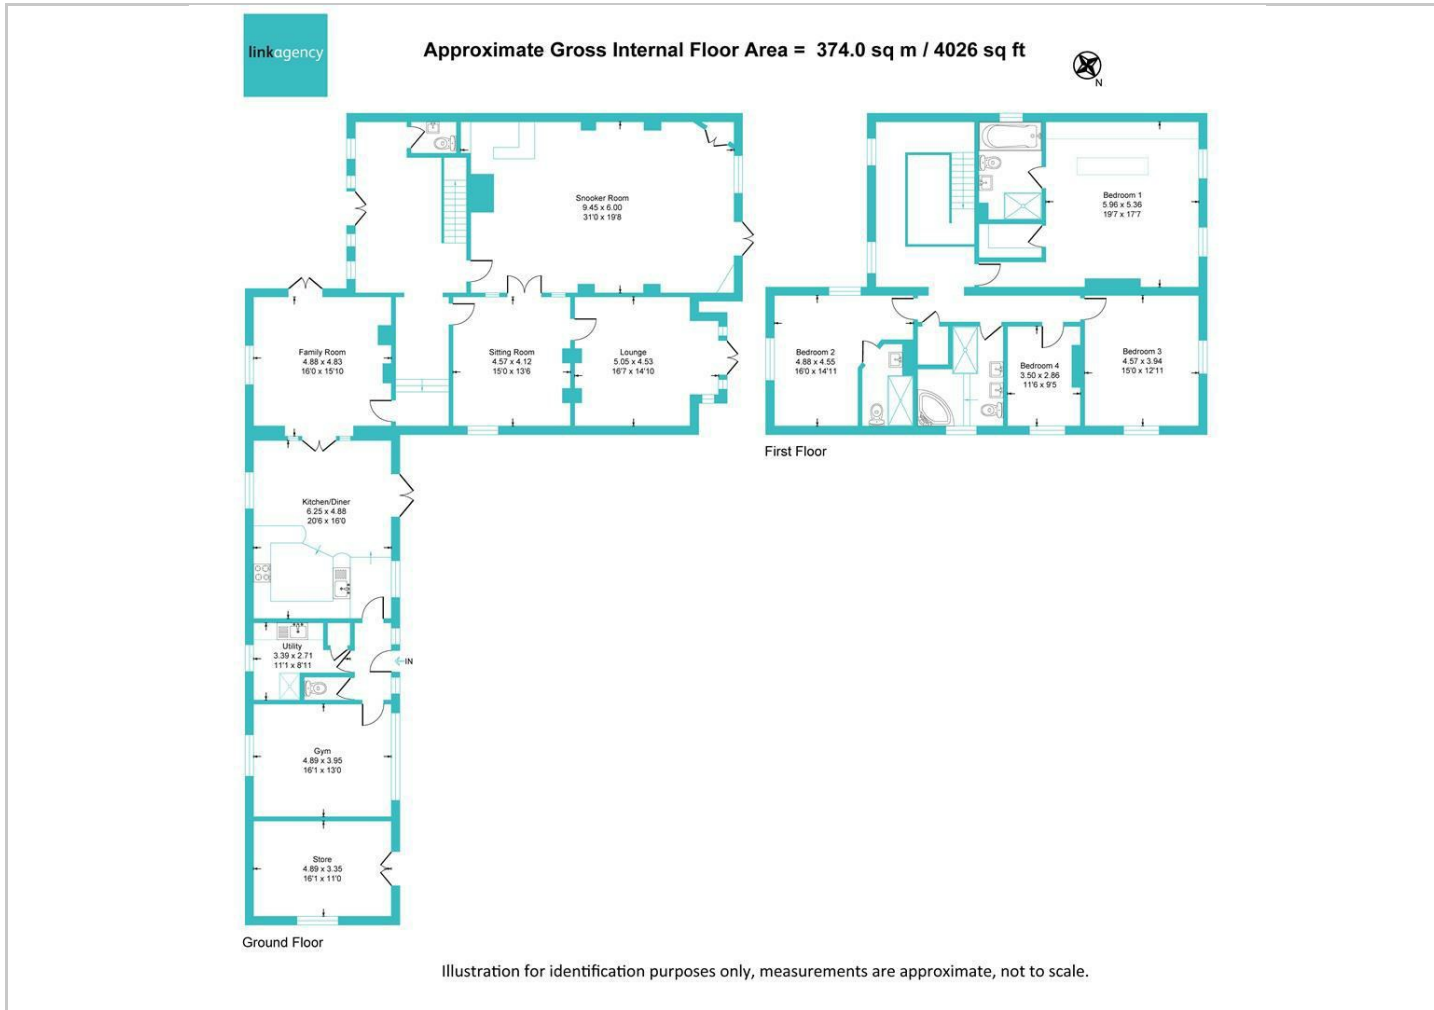 linkagency
Approximate Gross Internal Floor Area = 374.0 sq m / 4026 sq ft
N
Snooker Room
9.45 x 6.00
31'0 x 19'8
Bedroom 1
5.96 x 5.36
19'7 x 17'7
Family Room
4.88 x 4.83
16'0 x 15'10
Sitting Room
4.57 x 4.12
15'0 x 13'6
Lounge
5.05 x 4.53
16'7 x 14'10
Bedroom 2
4.88 x 4.55
16'0 x 14'11
Bedroom 4
3.50 x 2.86
11'6 x 9'5
Bedroom 3
4.57 x 3.94
15'0 x 12'11
First Floor
Kitchen/Diner
6.25 x 4.88
20'6 x 16'0
Utility
3.39 x 2.71
11'1 x 8'11
IN
Gym
4.89 x 3.95
16'1 x 13'0
Store
4.89 x 3.35
16'1 x 11'0
Ground Floor
Illustration for identification purposes only, measurements are approximate, not to scale.